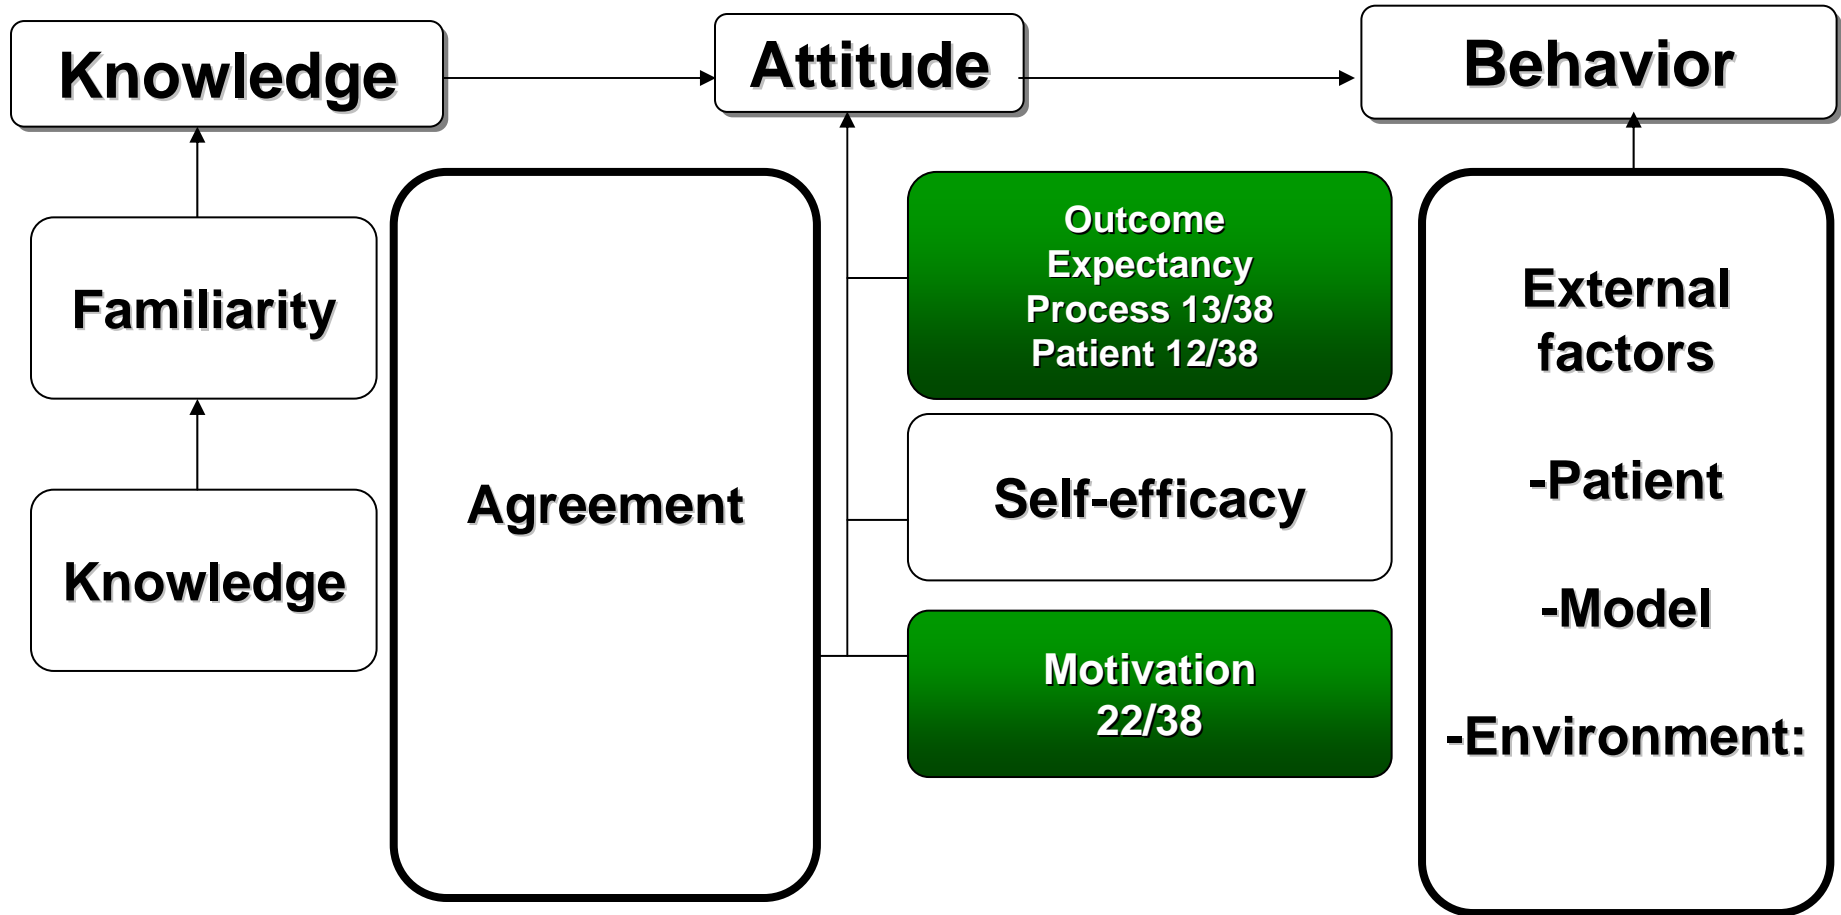 Knowledge
Attitude
Behavior
Familiarity
Knowledge
Agreement
Outcome
Expectancy
Process 13/38
Patient 12/38
Self-efficacy
Motivation
22/38
External
factors
-Patient
-Model
-Environment: